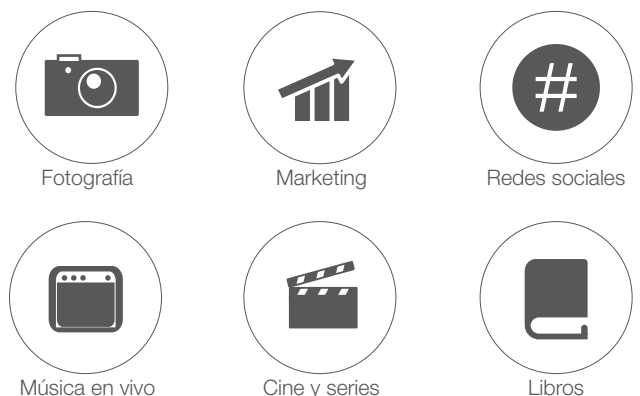 #
Fotografía
Marketing
Redes sociales
Música en vivo
Cine y series
Libros